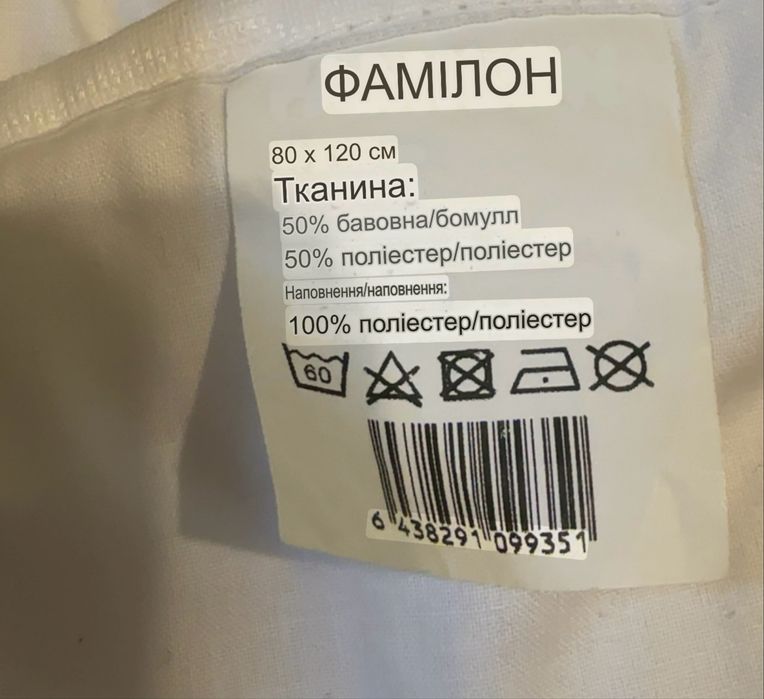 ФАМІЛОН
80 x 120 см
Тканина:
50% бавовна/бомулл
50% поліестер/поліестер
Наповнення/наповнення:
100% поліестер/поліестер
60
6 438291 099351